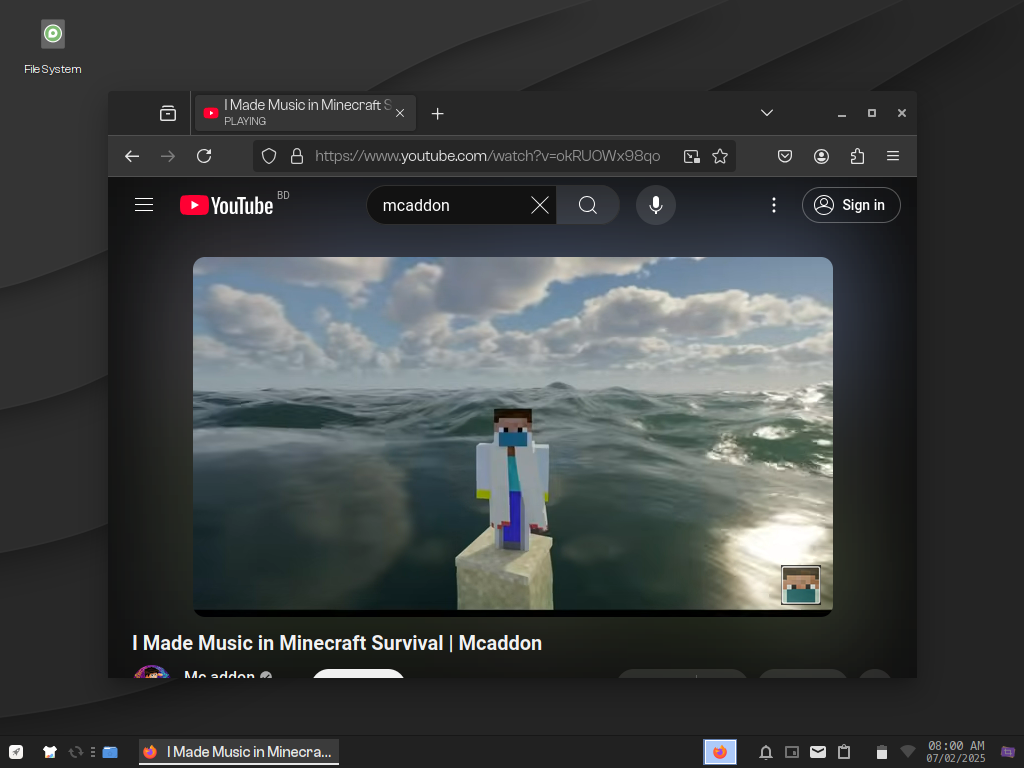 File System
I Made Music in Minecraft S
PLAYING
https://www.youtube.com/watch?v=okRUOWx98qo
YouTube BD
mcaddon
Sign in
I Made Music in Minecraft Survival | Mcaddon
Mc addon
I Made Music in Minecra...
08:00 AM
07/02/2025